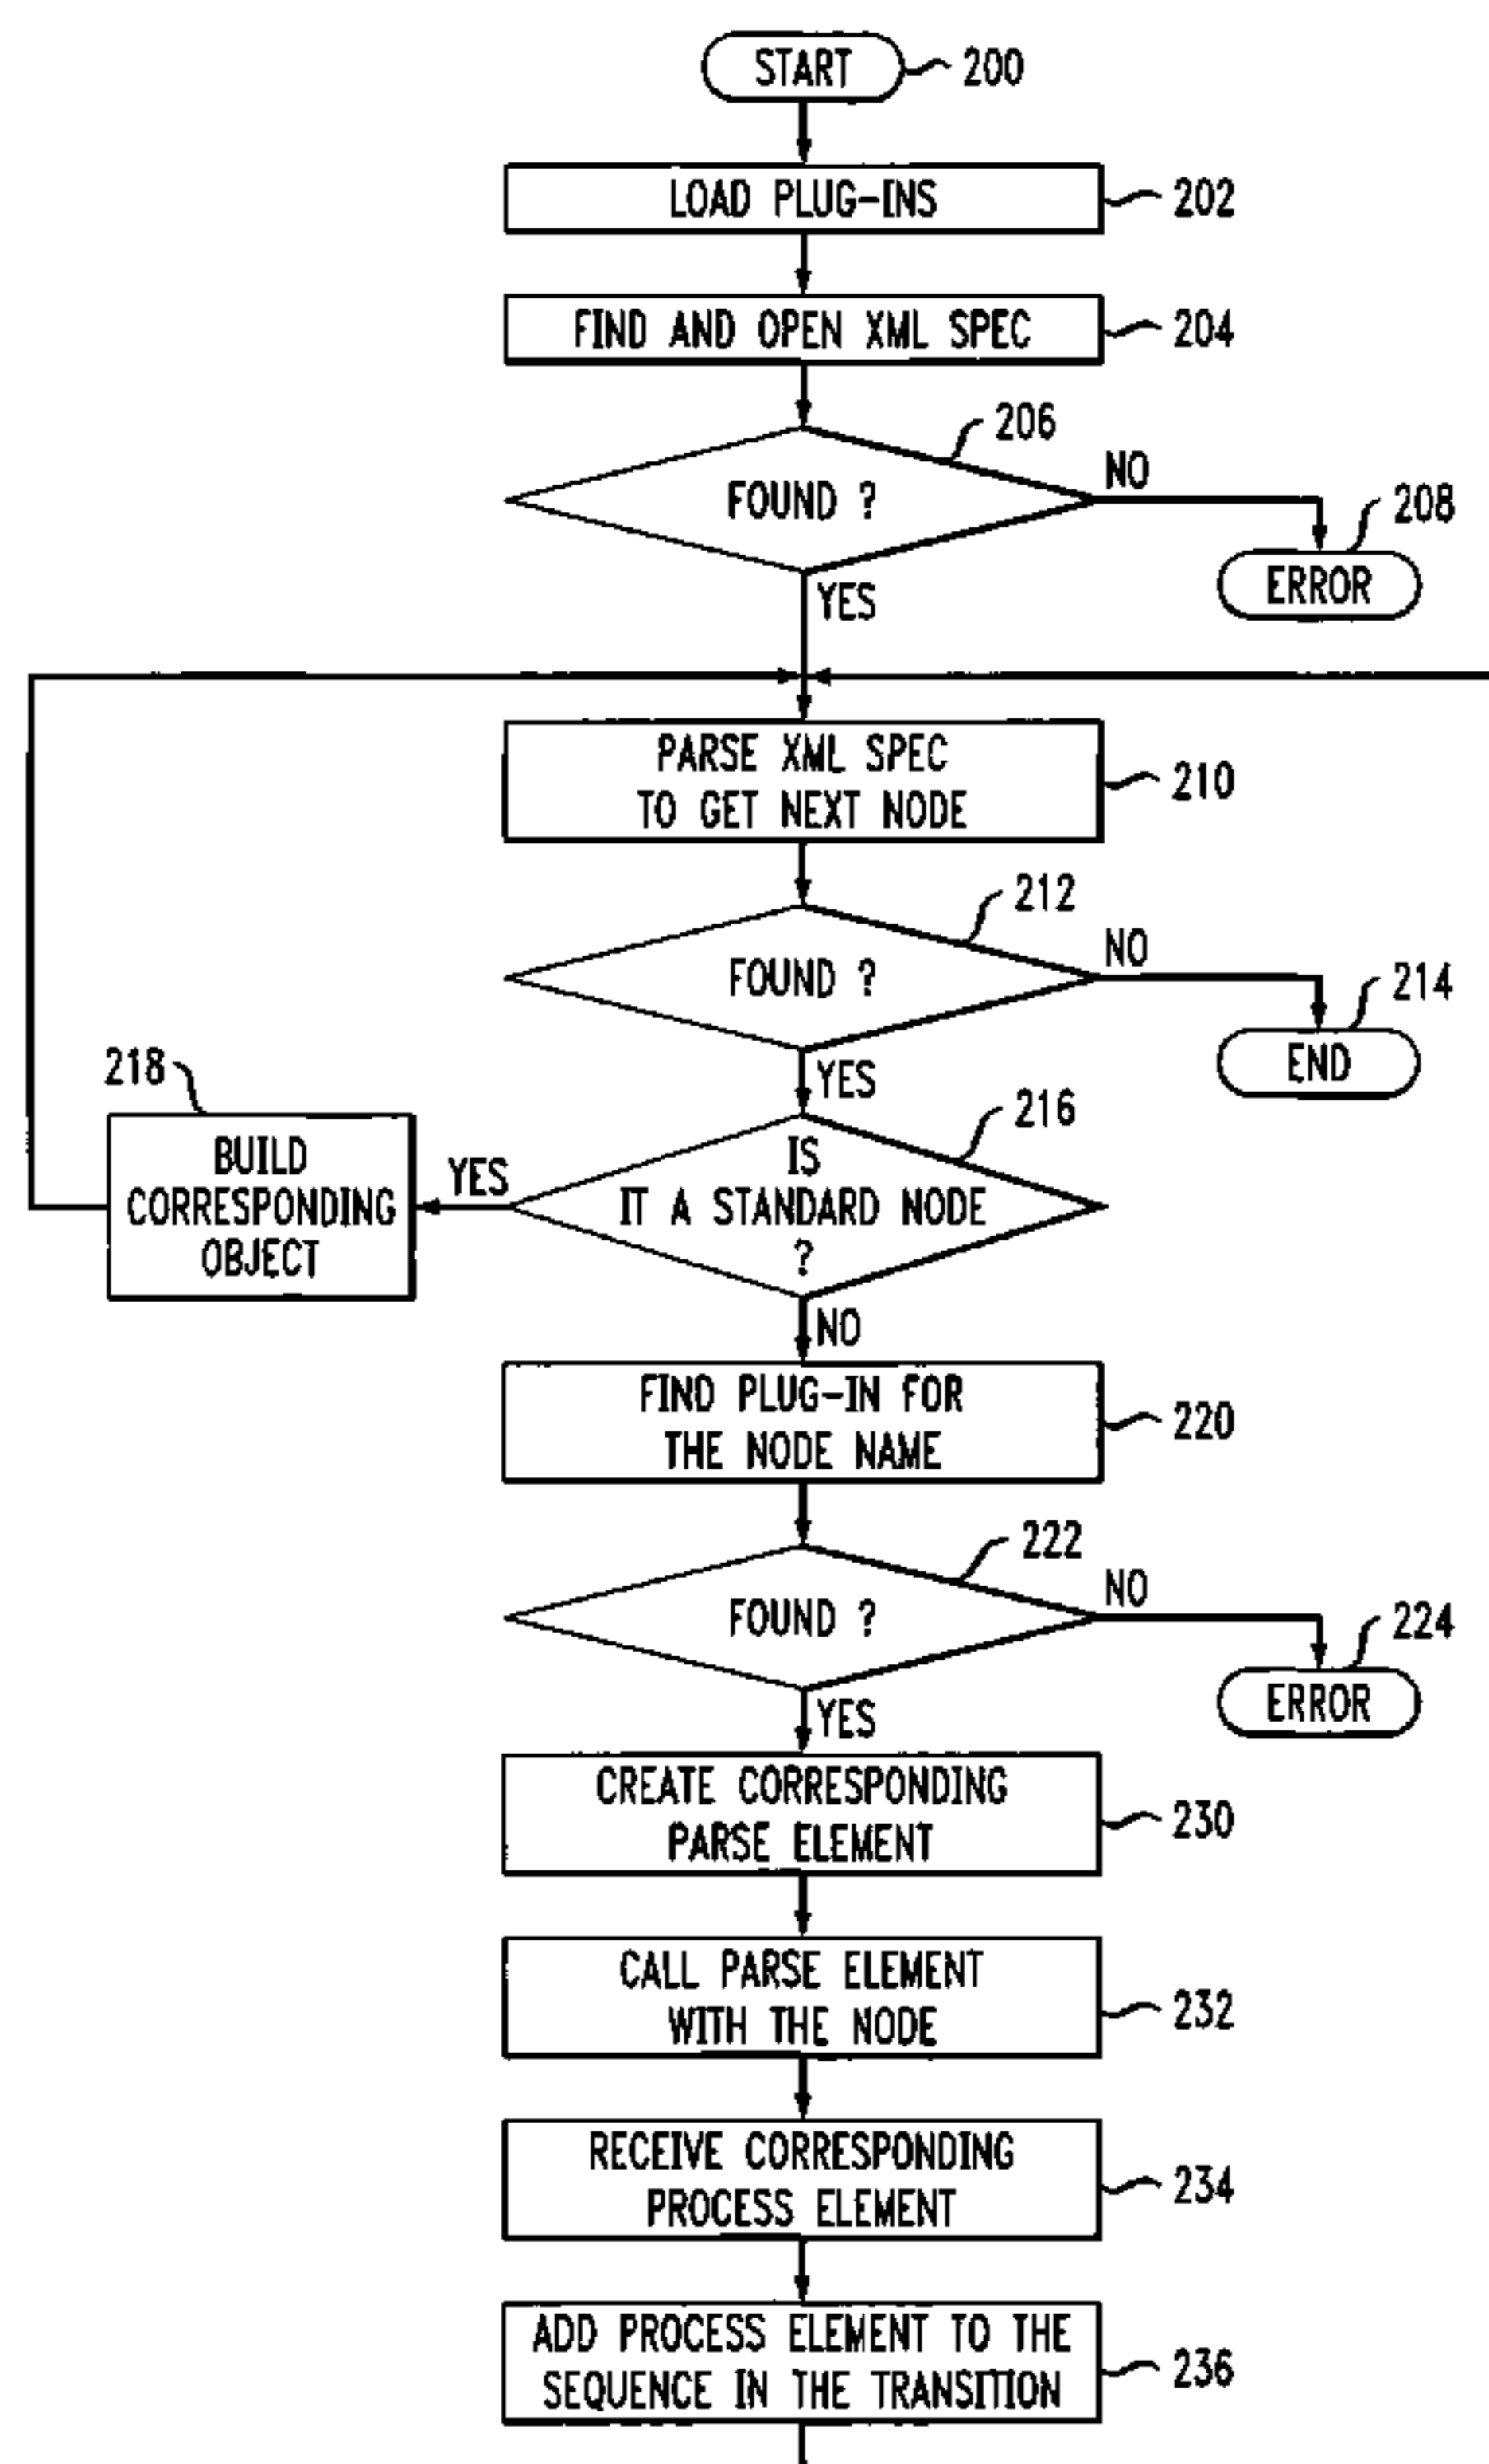 START
200
LOAD PLUG-INS
202
FIND AND OPEN XML SPEC
204
206
FOUND ?
NO
208
ERROR
YES
PARSE XML SPEC
TO GET NEXT NODE
210
212
FOUND ?
NO
214
END
YES
216
IS
IT A STANDARD NODE
?
YES
218
BUILD
CORRESPONDING
OBJECT
NO
FIND PLUG-IN FOR
THE NODE NAME
220
222
FOUND ?
NO
224
ERROR
YES
CREATE CORRESPONDING
PARSE ELEMENT
230
CALL PARSE ELEMENT
WITH THE NODE
232
RECEIVE CORRESPONDING
PROCESS ELEMENT
234
ADD PROCESS ELEMENT TO THE
SEQUENCE IN THE TRANSITION
236